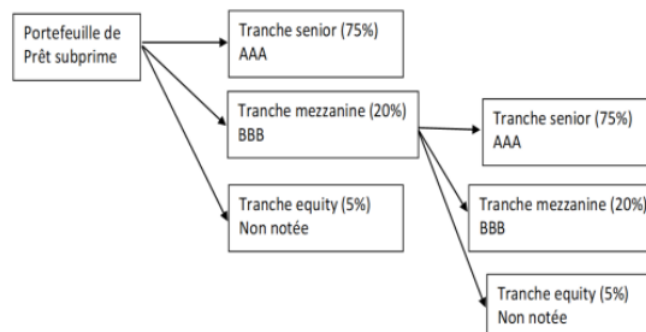 Portefeuille de
Prêt subprime
Tranche senior (75%)
AAA
Tranche mezzanine (20%)
BBB
Tranche equity (5%)
Non notée
Tranche senior (75%)
AAA
Tranche mezzanine (20%)
BBB
Tranche equity (5%)
Non notée